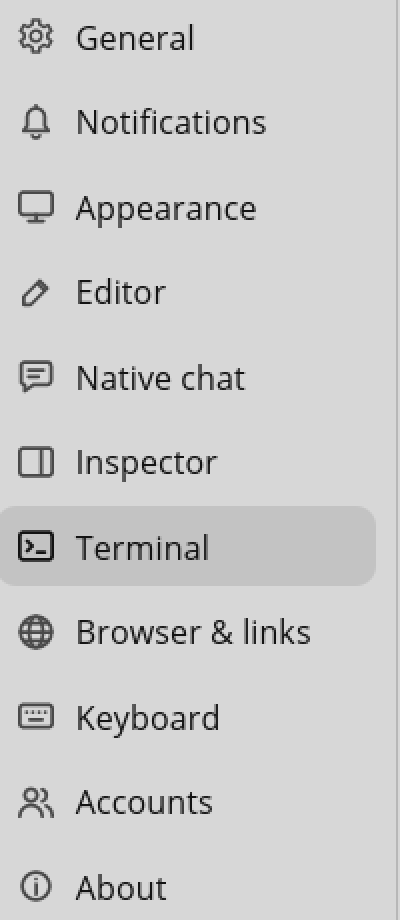 General
Notifications
Appearance
Editor
Native chat
Inspector
Terminal
Browser & links
Keyboard
Accounts
About